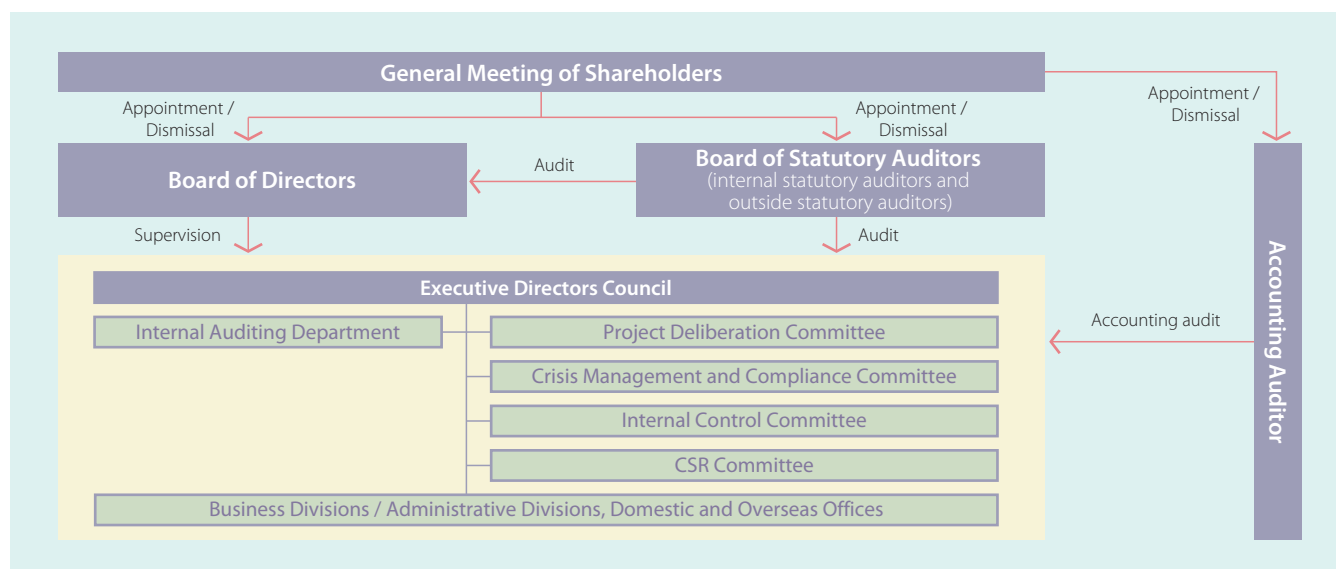 General Meeting of Shareholders
Appointment /
Dismissal
Appointment /
Dismissal
Appointment /
Dismissal
Board of Directors
Audit
Board of Statutory Auditors
(internal statutory auditors and
outside statutory auditors)
Supervision
Audit
Executive Directors Council
Internal Auditing Department
Project Deliberation Committee
Crisis Management and Compliance Committee
Internal Control Committee
CSR Committee
Business Divisions / Administrative Divisions, Domestic and Overseas Offices
Accounting audit
Accounting Auditor